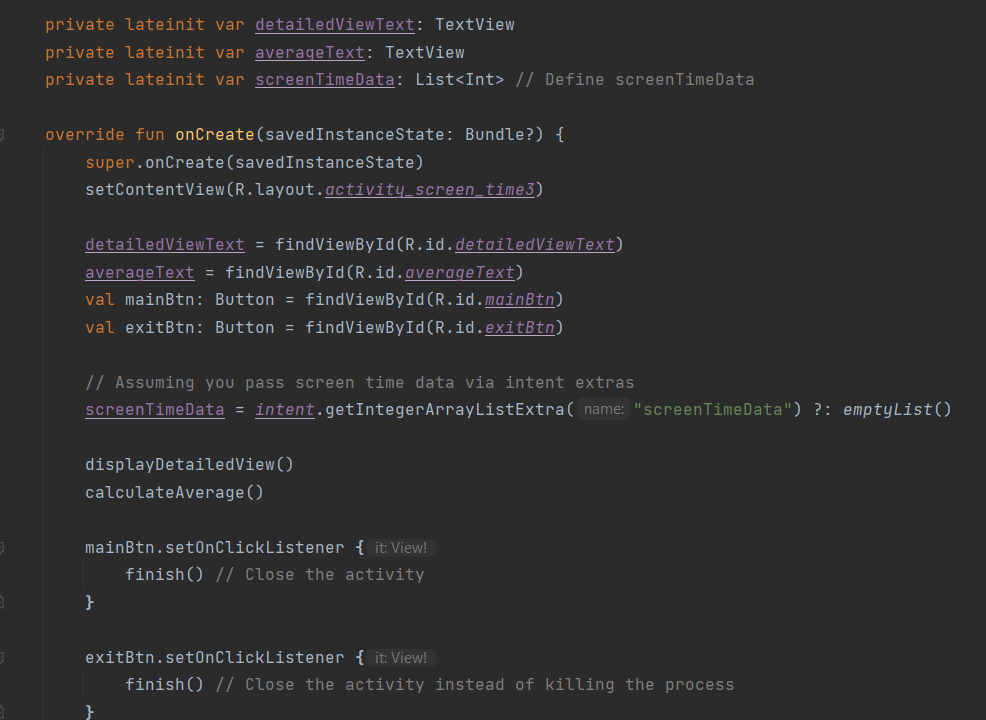 private lateinit var detailedViewText: TextView
private lateinit var averageText: TextView
private lateinit var screenTimeData: List<Int> // Define screenTimeData
override fun onCreate(savedInstanceState: Bundle?) {
super.onCreate(savedInstanceState)
setContentView(R.layout.activity_screen_time3)
detailedViewText = findViewById(R.id.detailedViewText)
averageText = findViewById(R.id.averageText)
val mainBtn: Button = findViewById(R.id.mainBtn)
val exitBtn: Button = findViewById(R.id.exitBtn)
// Assuming you pass screen time data via intent extras
screenTimeData = intent.getIntegerArrayListExtra( name: "screenTimeData") ?: emptyList()
displayDetailedView()
calculateAverage()
mainBtn.setOnClickListener { it: View!
finish() // Close the activity
}
exitBtn.setOnClickListener { it: View!
finish() // Close the activity instead of killing the process
}